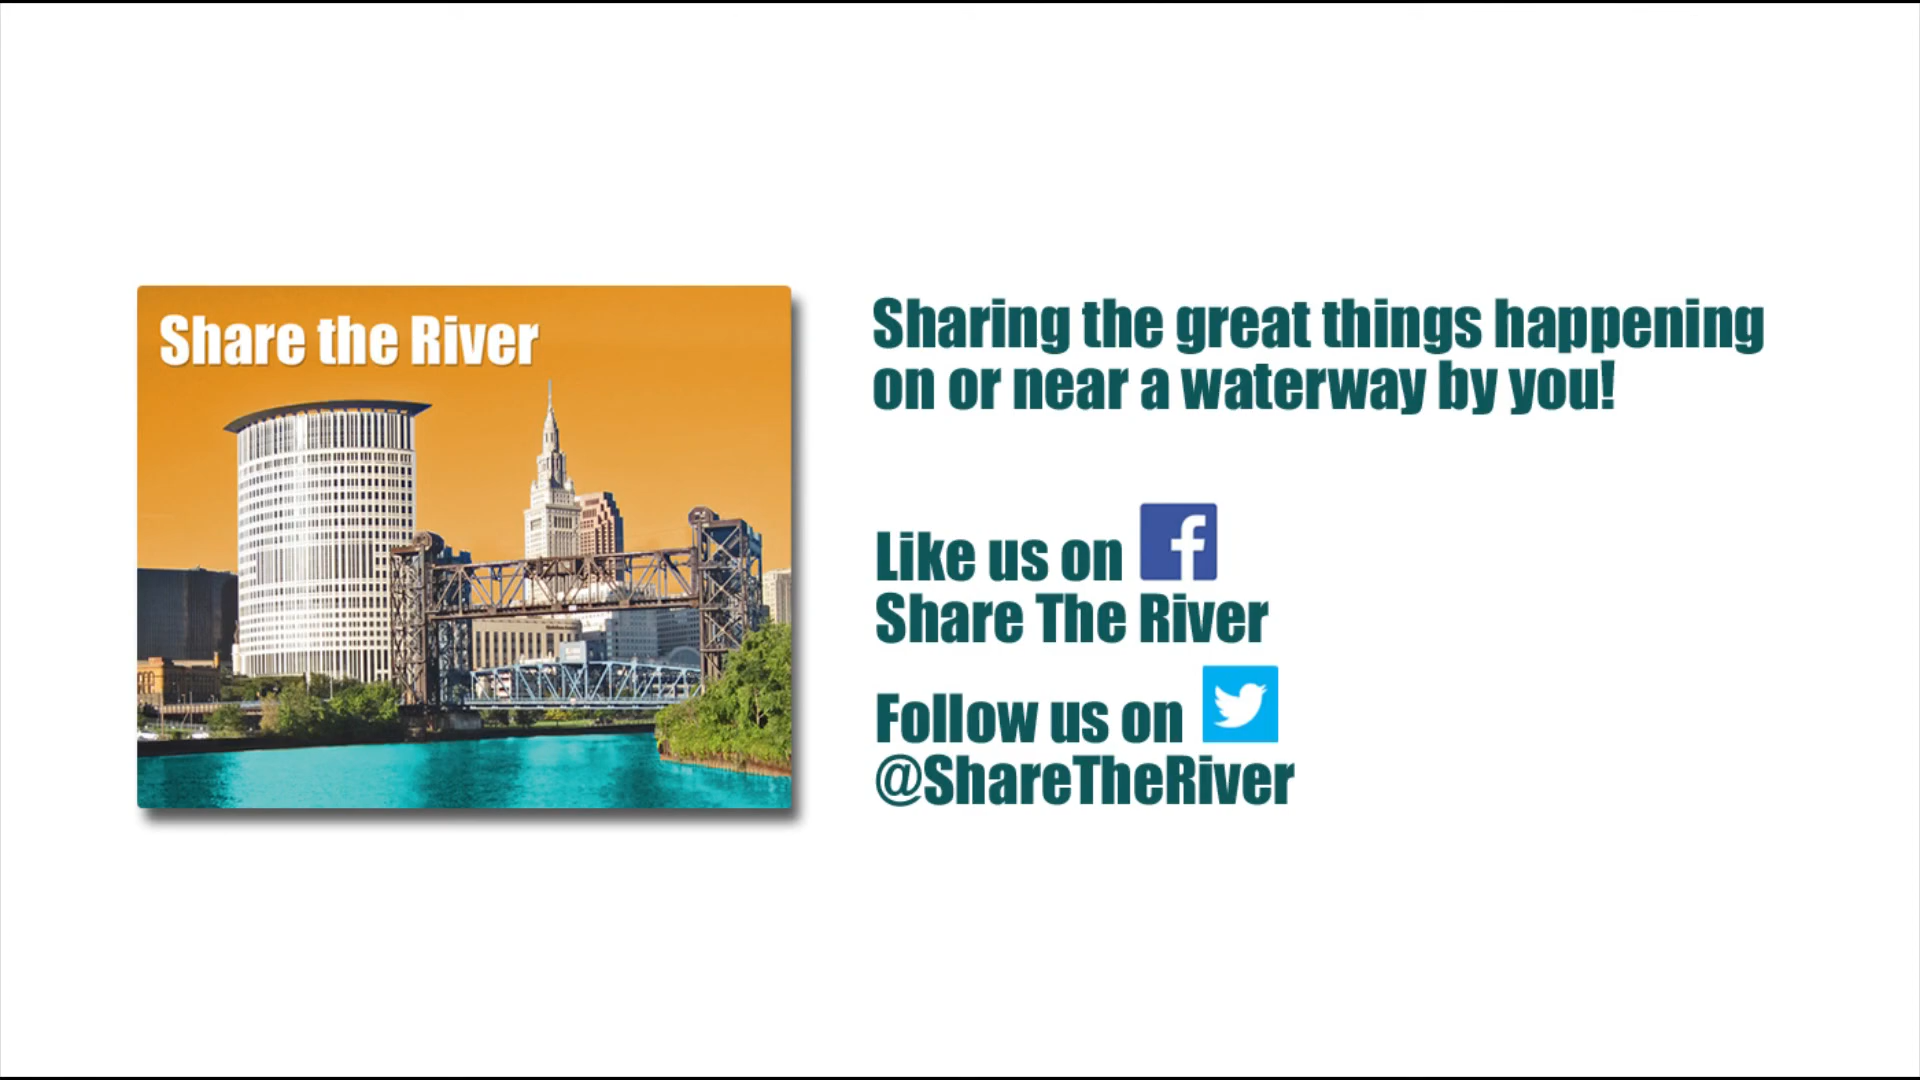 Share the River
Sharing the great things happening
on or near a waterway by you!
Like us on
Share The River
Follow us on
@ShareTheRiver